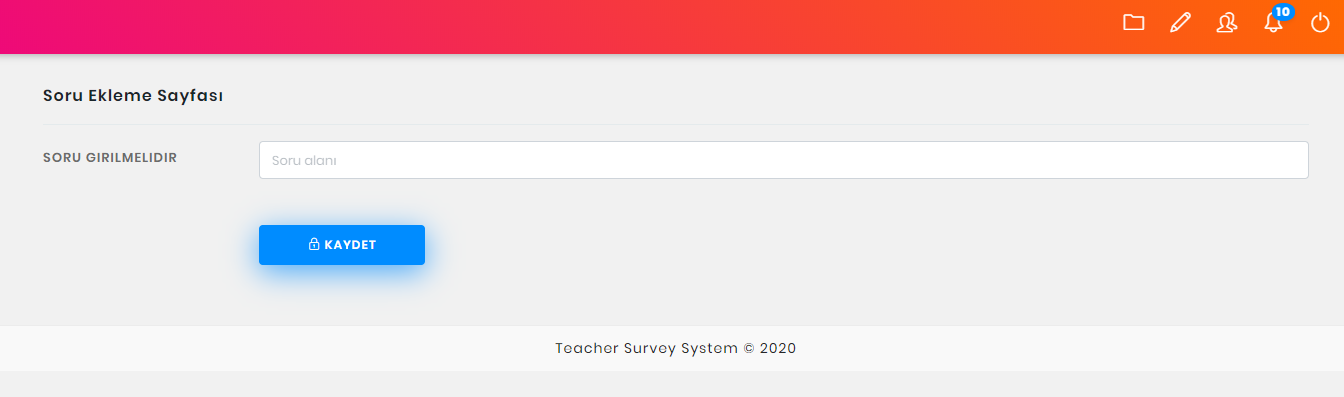 10
Soru Ekleme Sayfası
SORU GIRILMELIDIR
Soru alanı
KAYDET
Teacher Survey System © 2020